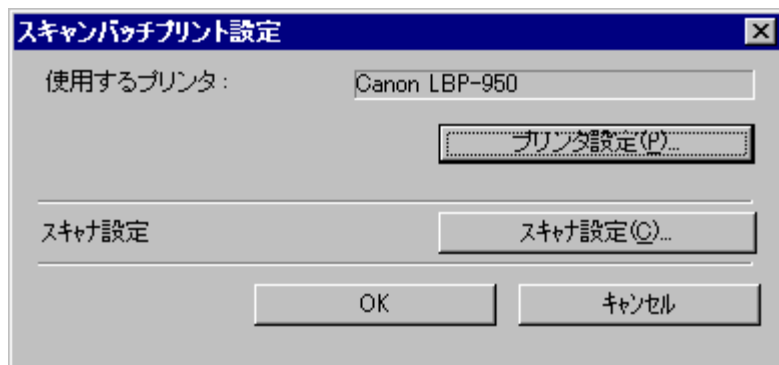 スキャンバッチプリント設定
使用するプリンタ: Canon LBP-950
プリンタ設定(P)...
スキャナ設定 スキャナ設定(C)...
OK キャンセル